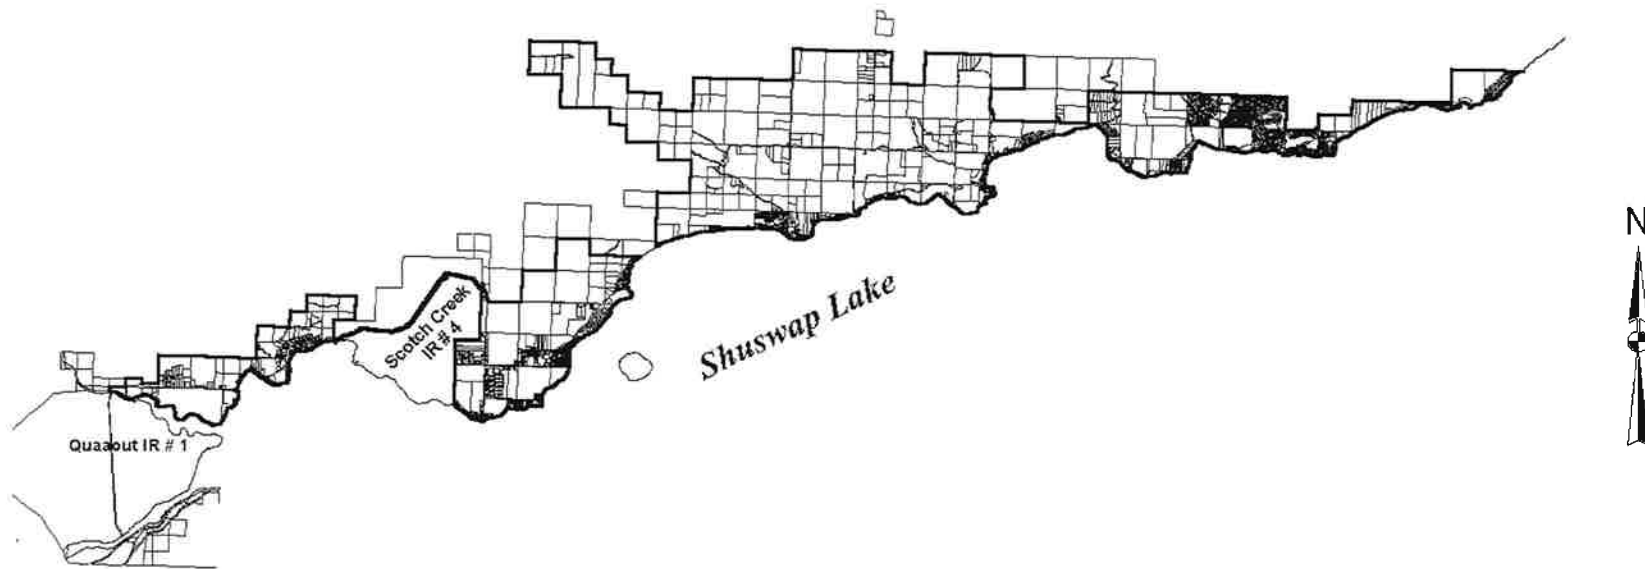 N
Scotch Creek
IR # 4
Shuswap Lake
Quaaout IR # 1